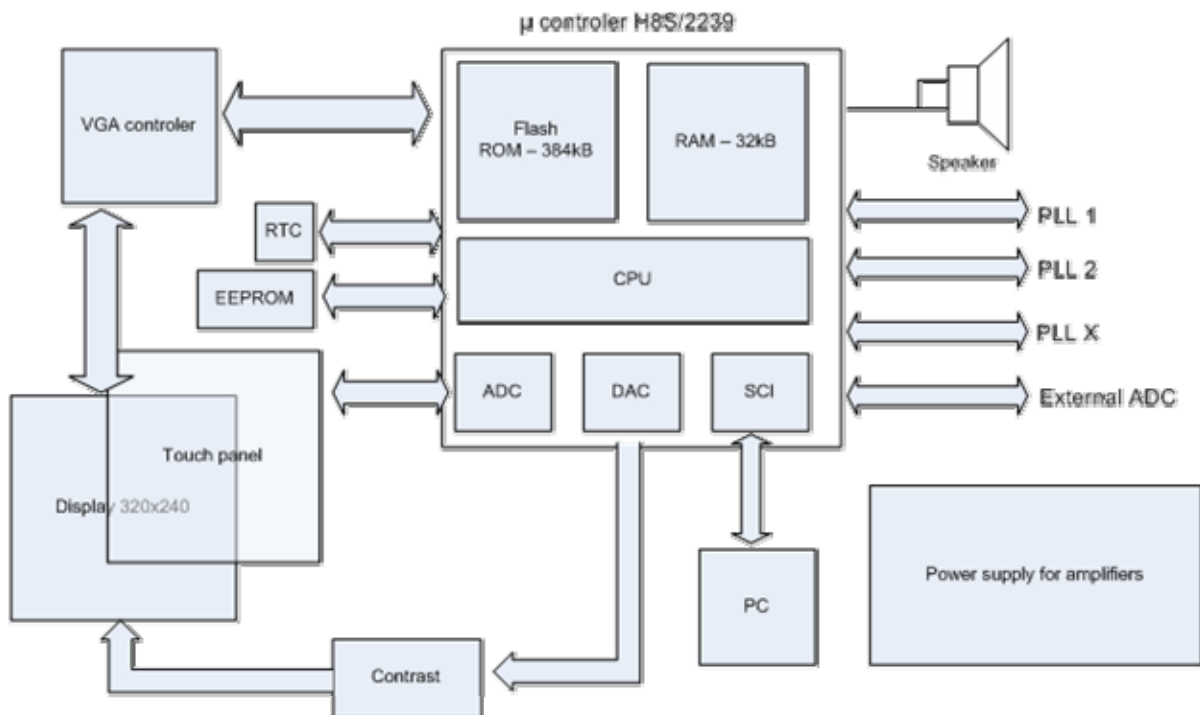 µ controler H8S/2239
VGA controler
Flash
ROM – 384kB
RAM – 32kB
Speaker
RTC
PLL 1
EEPROM
CPU
PLL 2
PLL X
ADC
DAC
SCI
External ADC
Touch panel
Display 320x240
Power supply for amplifiers
PC
Contrast